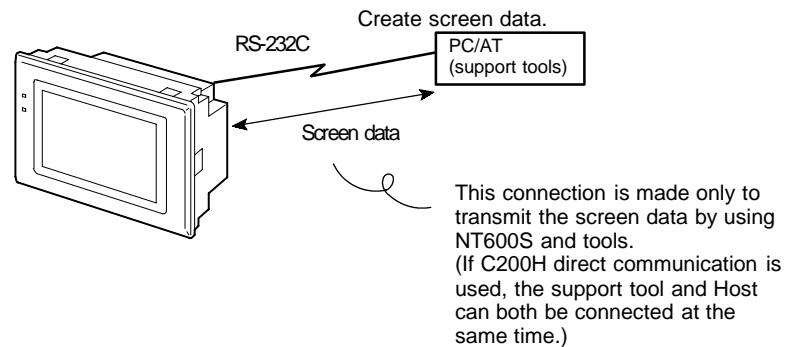 Create screen data.
RS-232C
PC/AT
(support tools)
Screen data
This connection is made only to
transmit the screen data by using
NT600S and tools.
(If C200H direct communication is
used, the support tool and Host
can both be connected at the
same time.)